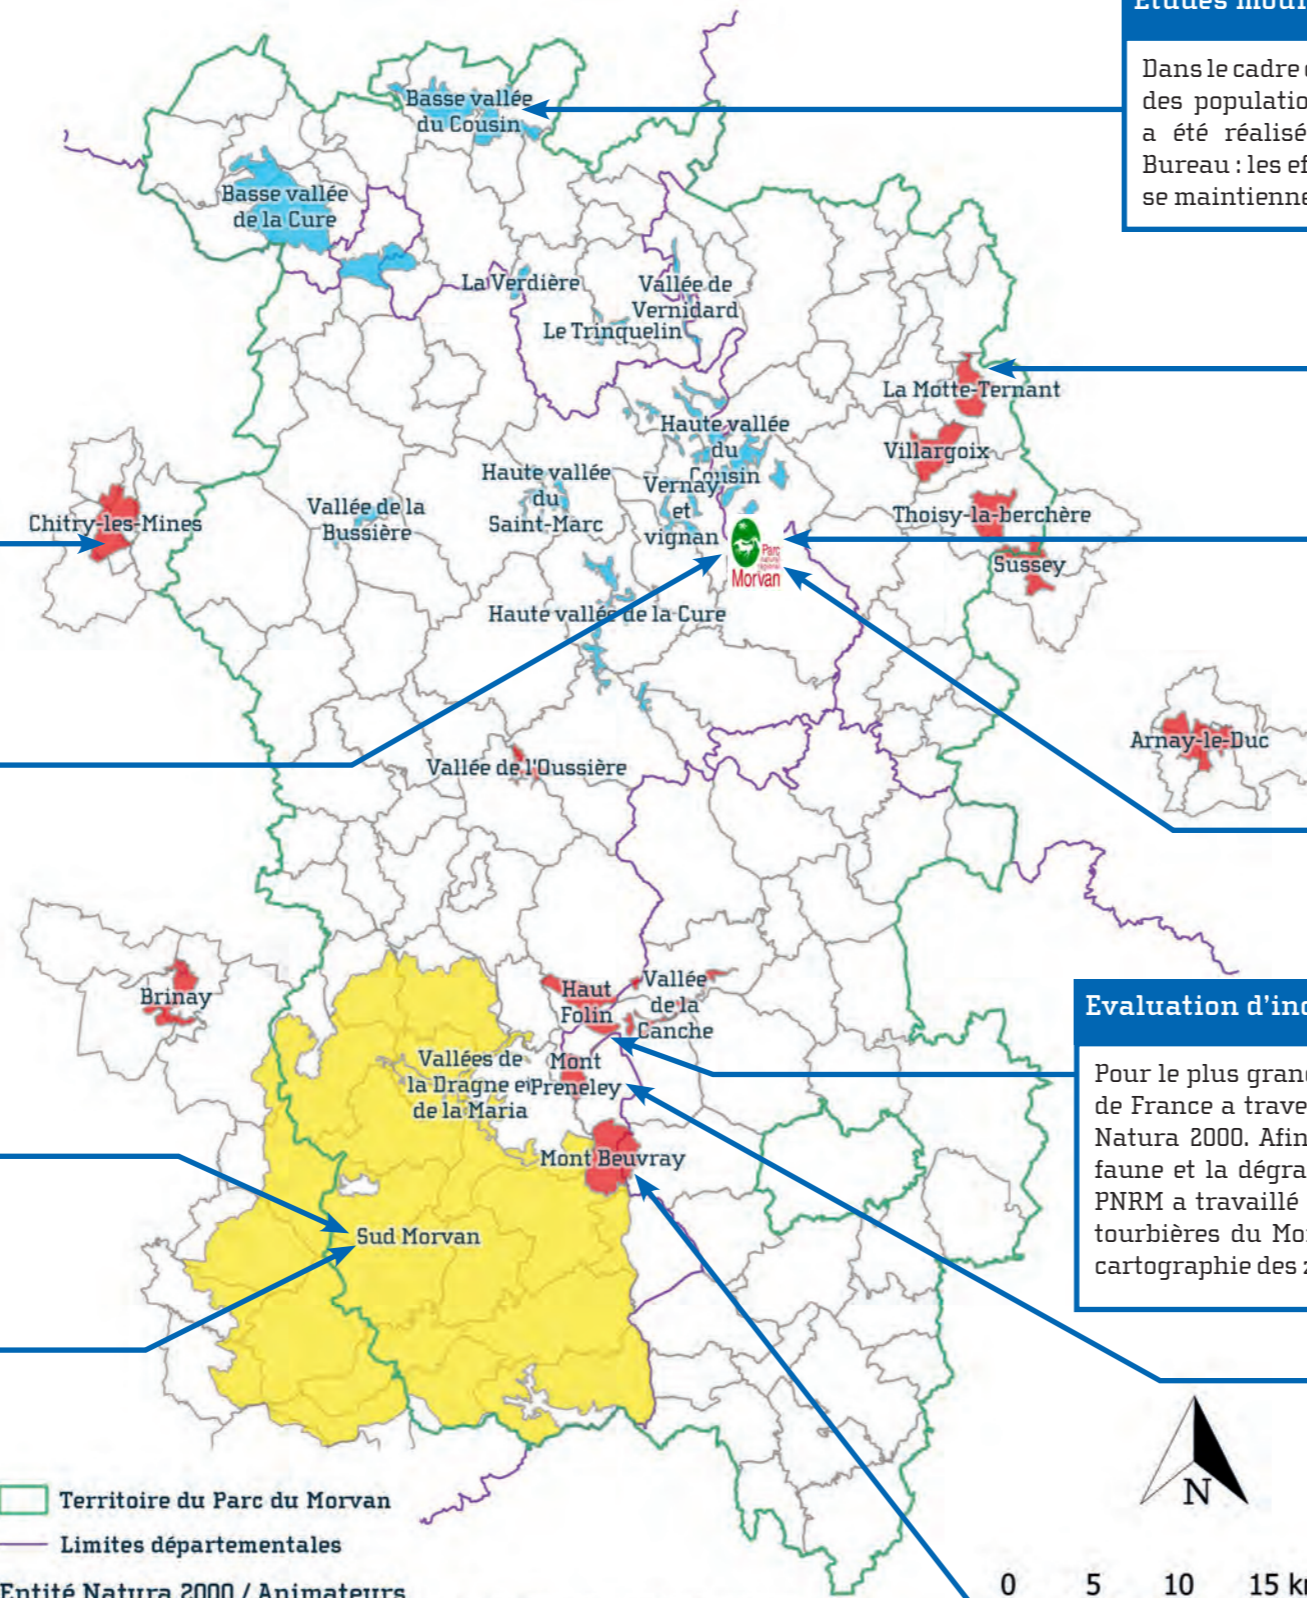 Etudes moul
Dans le cadre d
des populatio
a été réalisé
Bureau : les ef
se maintienne
Basse vallée
du Cousin
Basse vallée
de la Cure
La Verdière
Vallée de
Vernidard
Le Trinquelin
La Motte-Ternant
Haute vallée
du
Cousin
Villargoix
Haute vallée
du
Saint-Marc
Vernay
et
vignan
Vallée de la
Bussière
Chitry-les-Mines
Thoisy-la-berchère
Sussey
Parc
naturel
régional
Morvan
Haute vallée de la Cure
Arnay-le-Duc
Vallée de l'Oussière
Brinay
Haut
Folin
Vallée
de la
Canche
Evaluation d'inc
Pour le plus grand
de France a trave
Natura 2000. Afin
faune et la dégra
PNRM a travaillé
tourbières du Mor
cartographie des z
Vallées de
la Dragne et
de la Maria
Mont
Preneley
Mont Beuvray
Sud Morvan
N
Territoire du Parc du Morvan
Limites départementales
Entité Natura 2000 / Animateurs
0 5 10 15 km